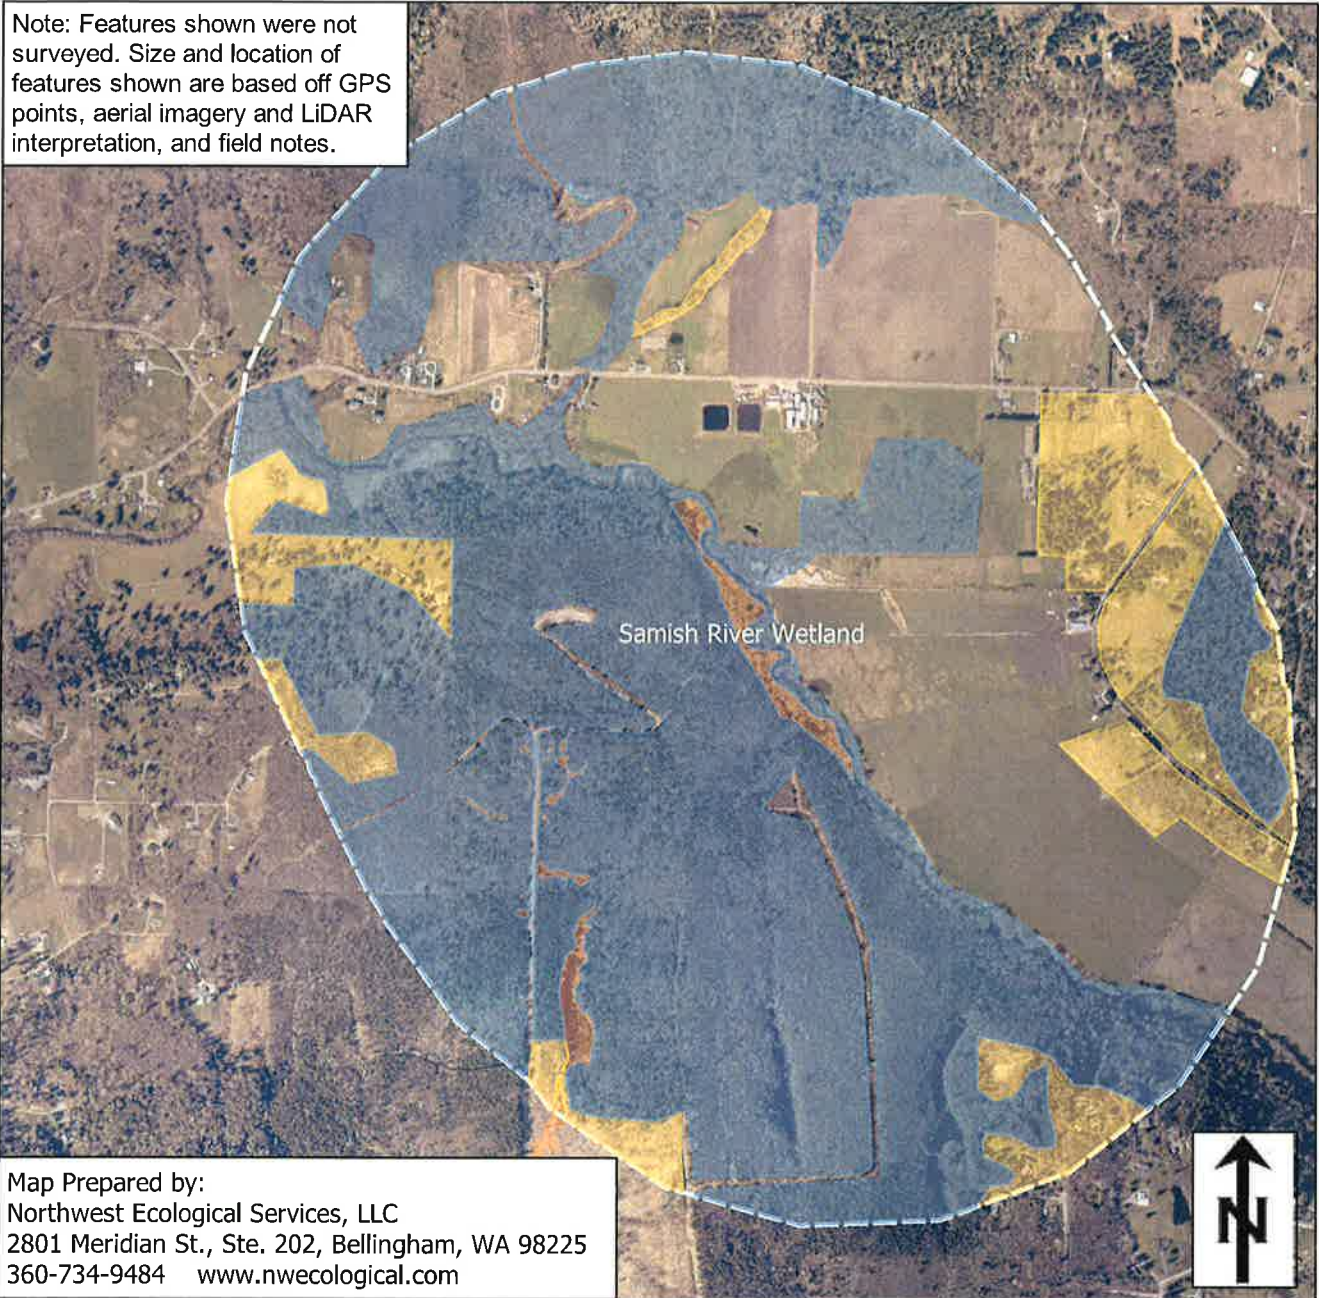 Note: Features shown were not
surveyed. Size and location of
features shown are based off GPS
points, aerial imagery and LiDAR
interpretation, and field notes.
Samish River Wetland
Map Prepared by:
Northwest Ecological Services, LLC
2801 Meridian St., Ste. 202, Bellingham, WA 98225
360-734-9484 www.nwecological.com
N